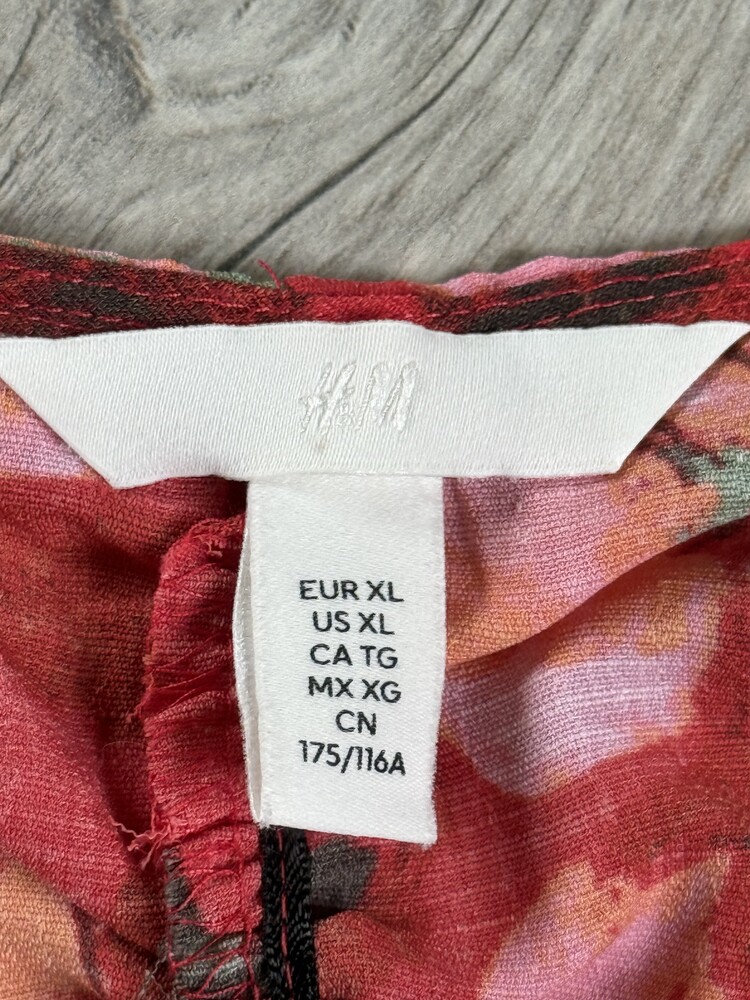 H&M
EUR XL
US XL
CA TG
MX XG
CN
175/116A